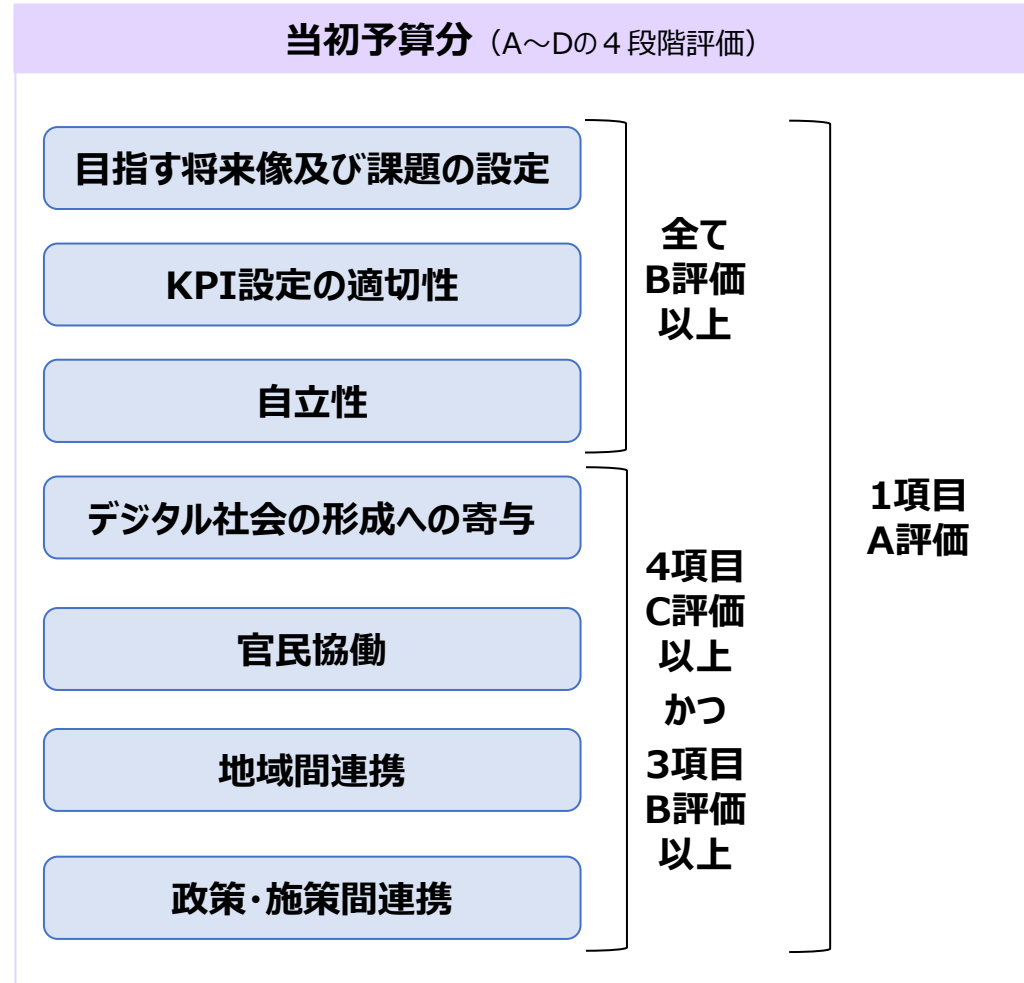 当初予算分（A～Dの４段階評価）
目指す将来像及び課題の設定
KPI設定の適切性
自立性
全て
B評価
以上
デジタル社会の形成への寄与
官民協働
地域間連携
政策・施策間連携
4項目
C評価
以上
かつ
3項目
B評価
以上
1項目
A評価